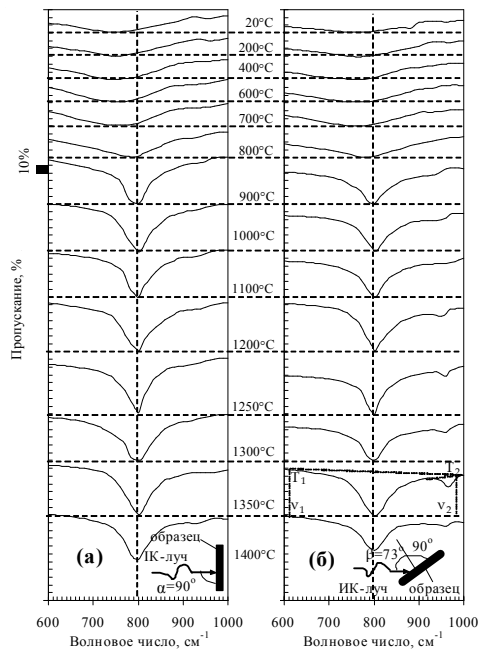 Пропускание, %
10%
20°C
200°C
400°C
600°C
700°C
800°C
900°C
1000°C
1100°C
1200°C
1250°C
1300°C
1350°C
1400°C
(а)
образец
ИК-луч
α=90°
T1
T2
ν1
ν2
(б)
β=73°
90°
ИК-луч
образец
600 700 800 900 1000
600 700 800 900 1000
Волновое число, см-1
Волновое число, см-1